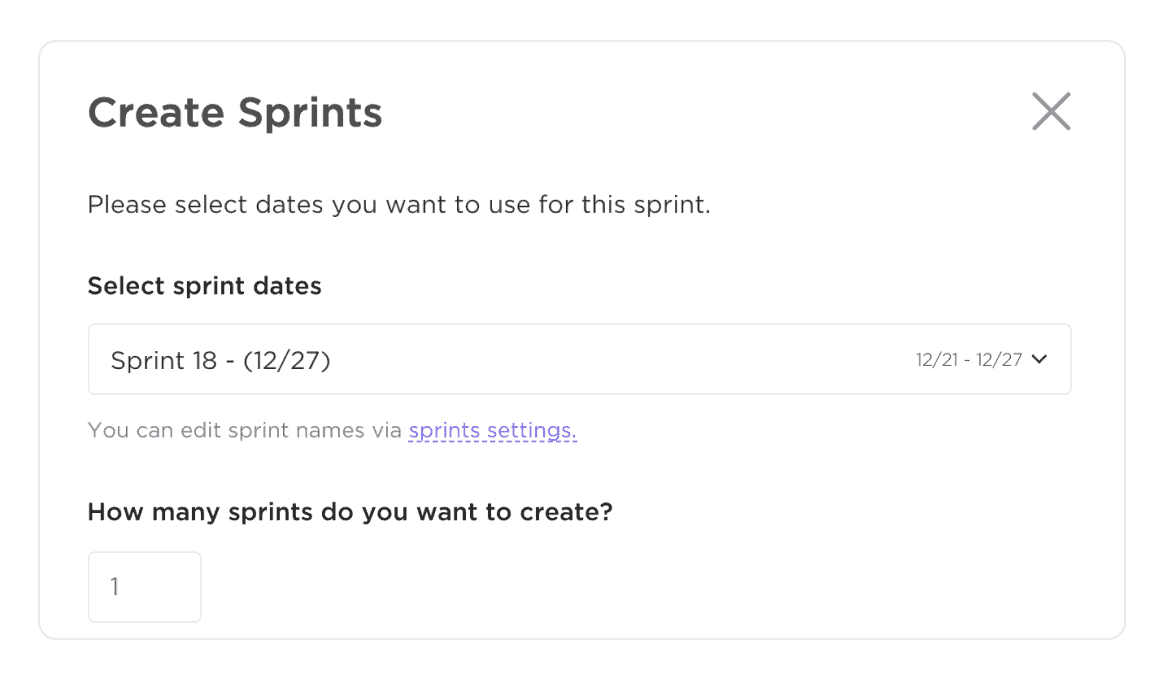 Create Sprints
Please select dates you want to use for this sprint.
Select sprint dates
Sprint 18 - (12/27) 12/21 - 12/27
You can edit sprint names via sprints settings.
How many sprints do you want to create?
1